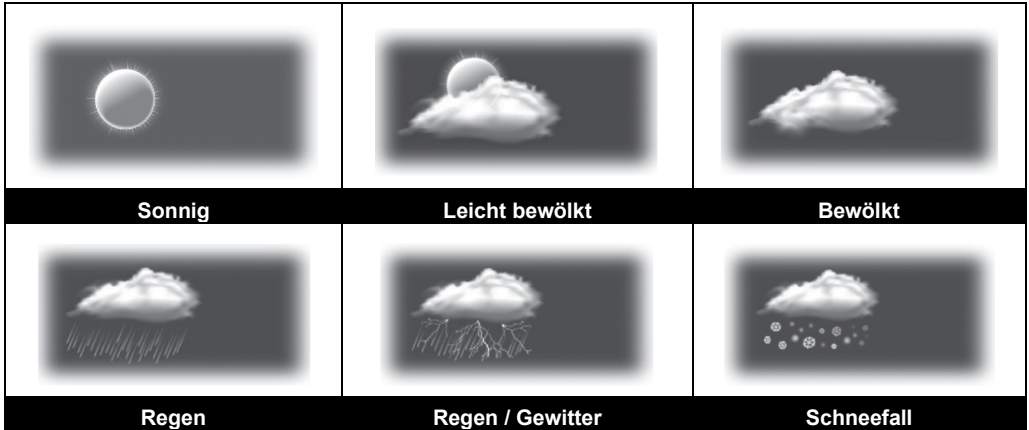 Sonnig
Leicht bewölkt
Bewölkt
Regen
Regen / Gewitter
Schneefall